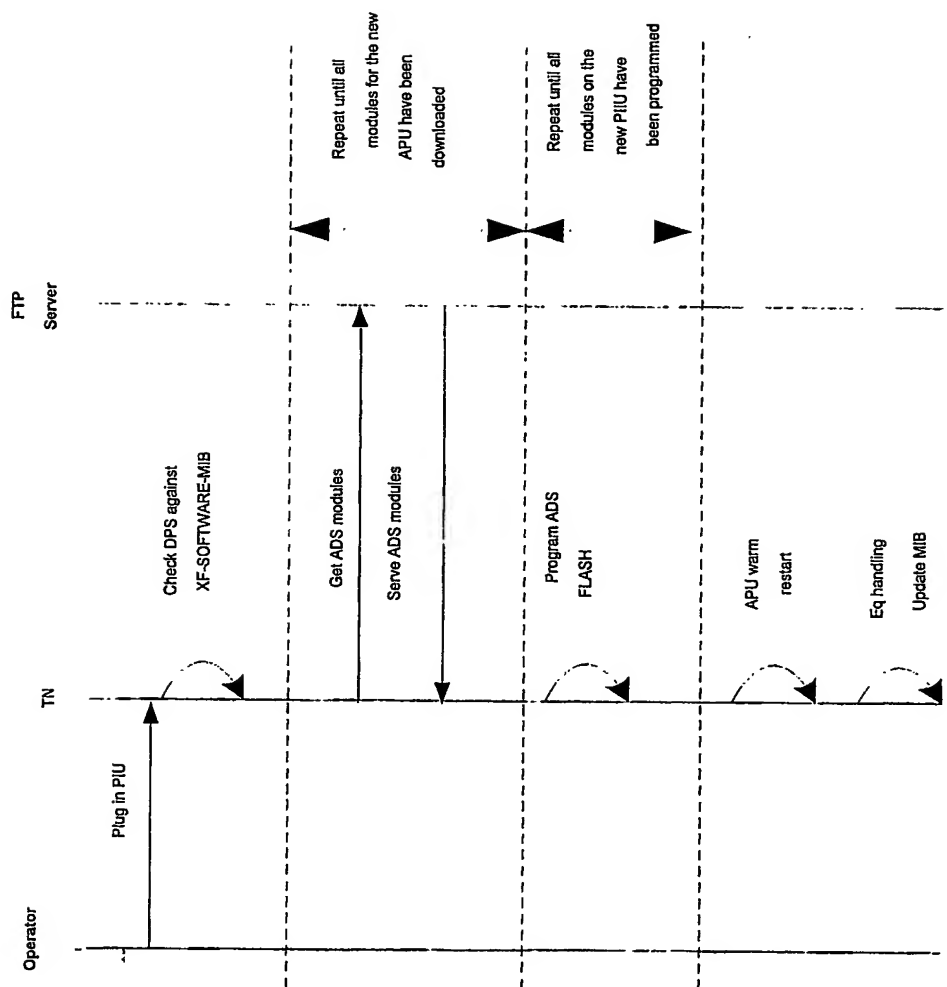 Operator
TN
FTP
Server
Plug in PIU
Check DPS against
XF-SOFTWARE-MIB
Get ADS modules
Serve ADS modules
Repeat until all
modules for the new
APU have been
downloaded
Program ADS
FLASH
Repeat until all
modules on the
new PIIU have
been programmed
APU warm
restart
Eq handling
Update MIB